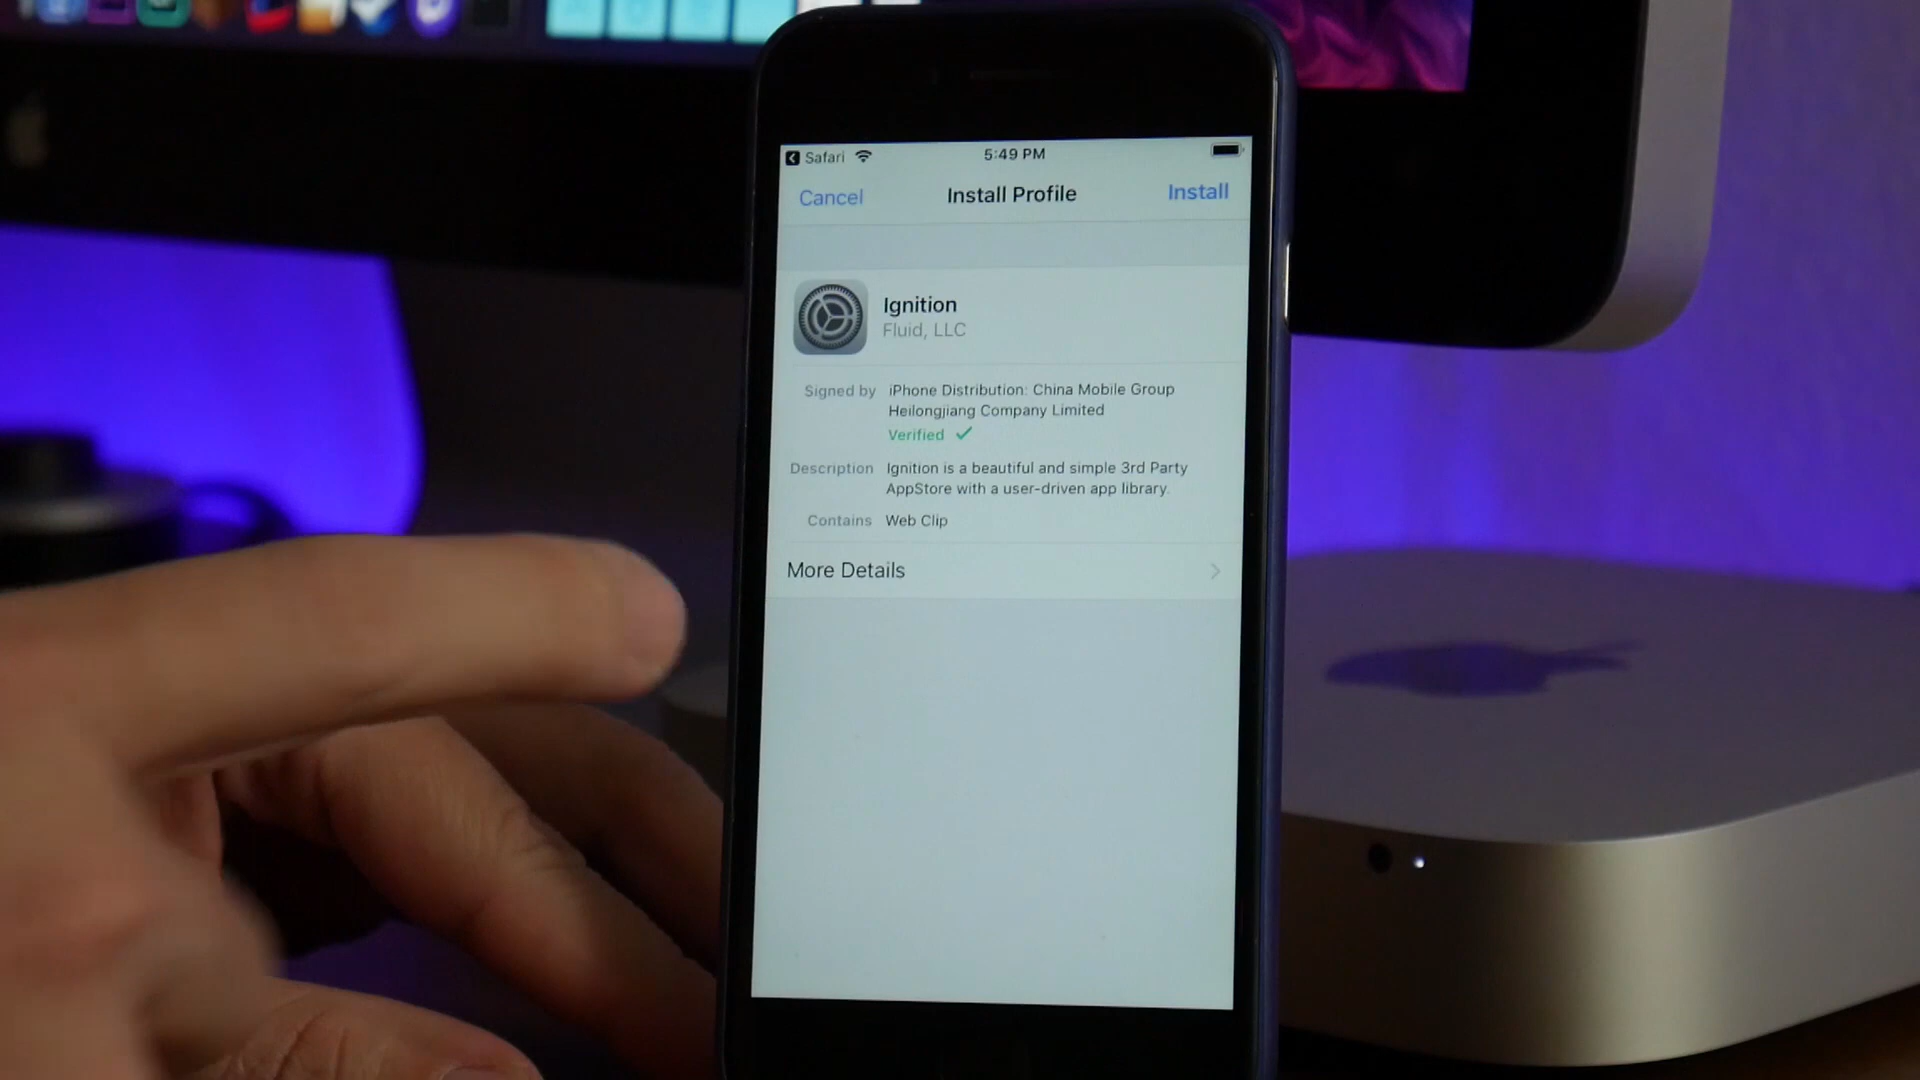 Safari
5:49 PM
Cancel
Install Profile
Install
Ignition
Fluid, LLC
Signed by
iPhone Distribution: China Mobile Group
Heilongjiang Company Limited
Verified
Description
Ignition is a beautiful and simple 3rd Party
AppStore with a user-driven app library.
Contains
Web Clip
More Details